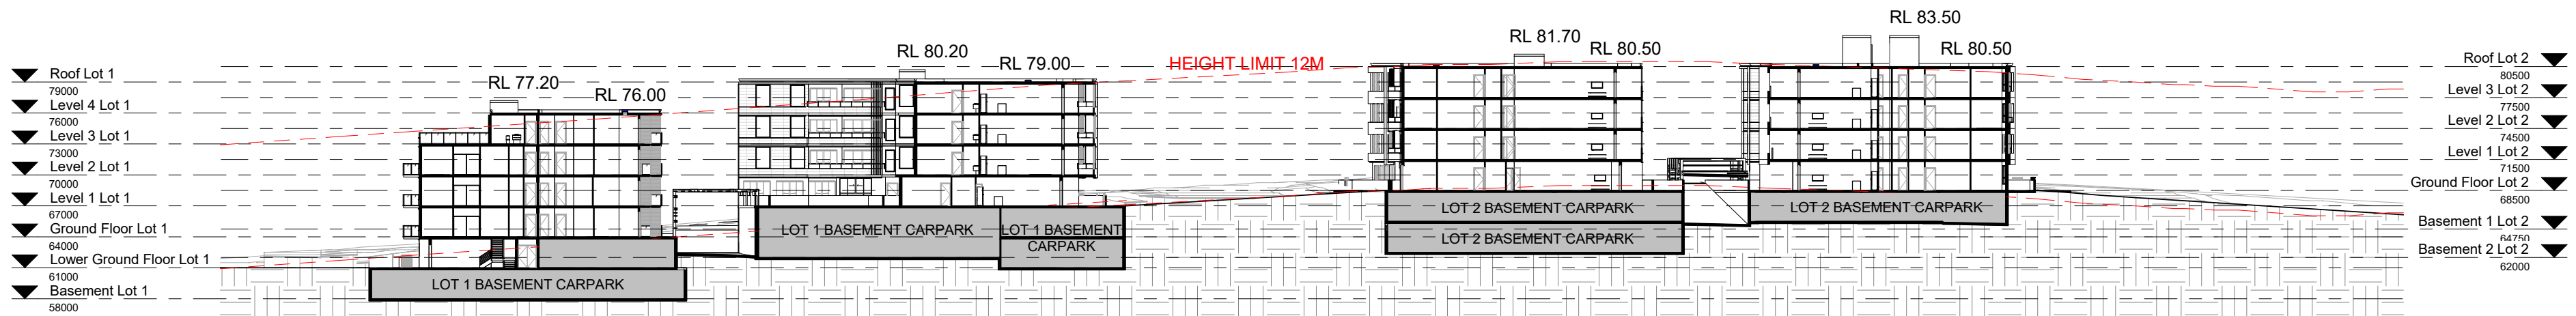 Roof Lot 1
79000
Level 4 Lot 1
76000
Level 3 Lot 1
73000
Level 2 Lot 1
70000
Level 1 Lot 1
67000
Ground Floor Lot 1
64000
Lower Ground Floor Lot 1
61000
Basement Lot 1
58000
RL 77.20
RL 76.00
RL 80.20
RL 79.00
HEIGHT LIMIT 12M
RL 81.70
RL 80.50
RL 83.50
RL 80.50
LOT 1 BASEMENT CARPARK
LOT 1 BASEMENT CARPARK
LOT 1 BASEMENT
CARPARK
LOT 2 BASEMENT CARPARK
LOT 2 BASEMENT CARPARK
LOT 2 BASEMENT CARPARK
Roof Lot 2
80500
Level 3 Lot 2
77500
Level 2 Lot 2
74500
Level 1 Lot 2
71500
Ground Floor Lot 2
68500
Basement 1 Lot 2
64750
Basement 2 Lot 2
62000